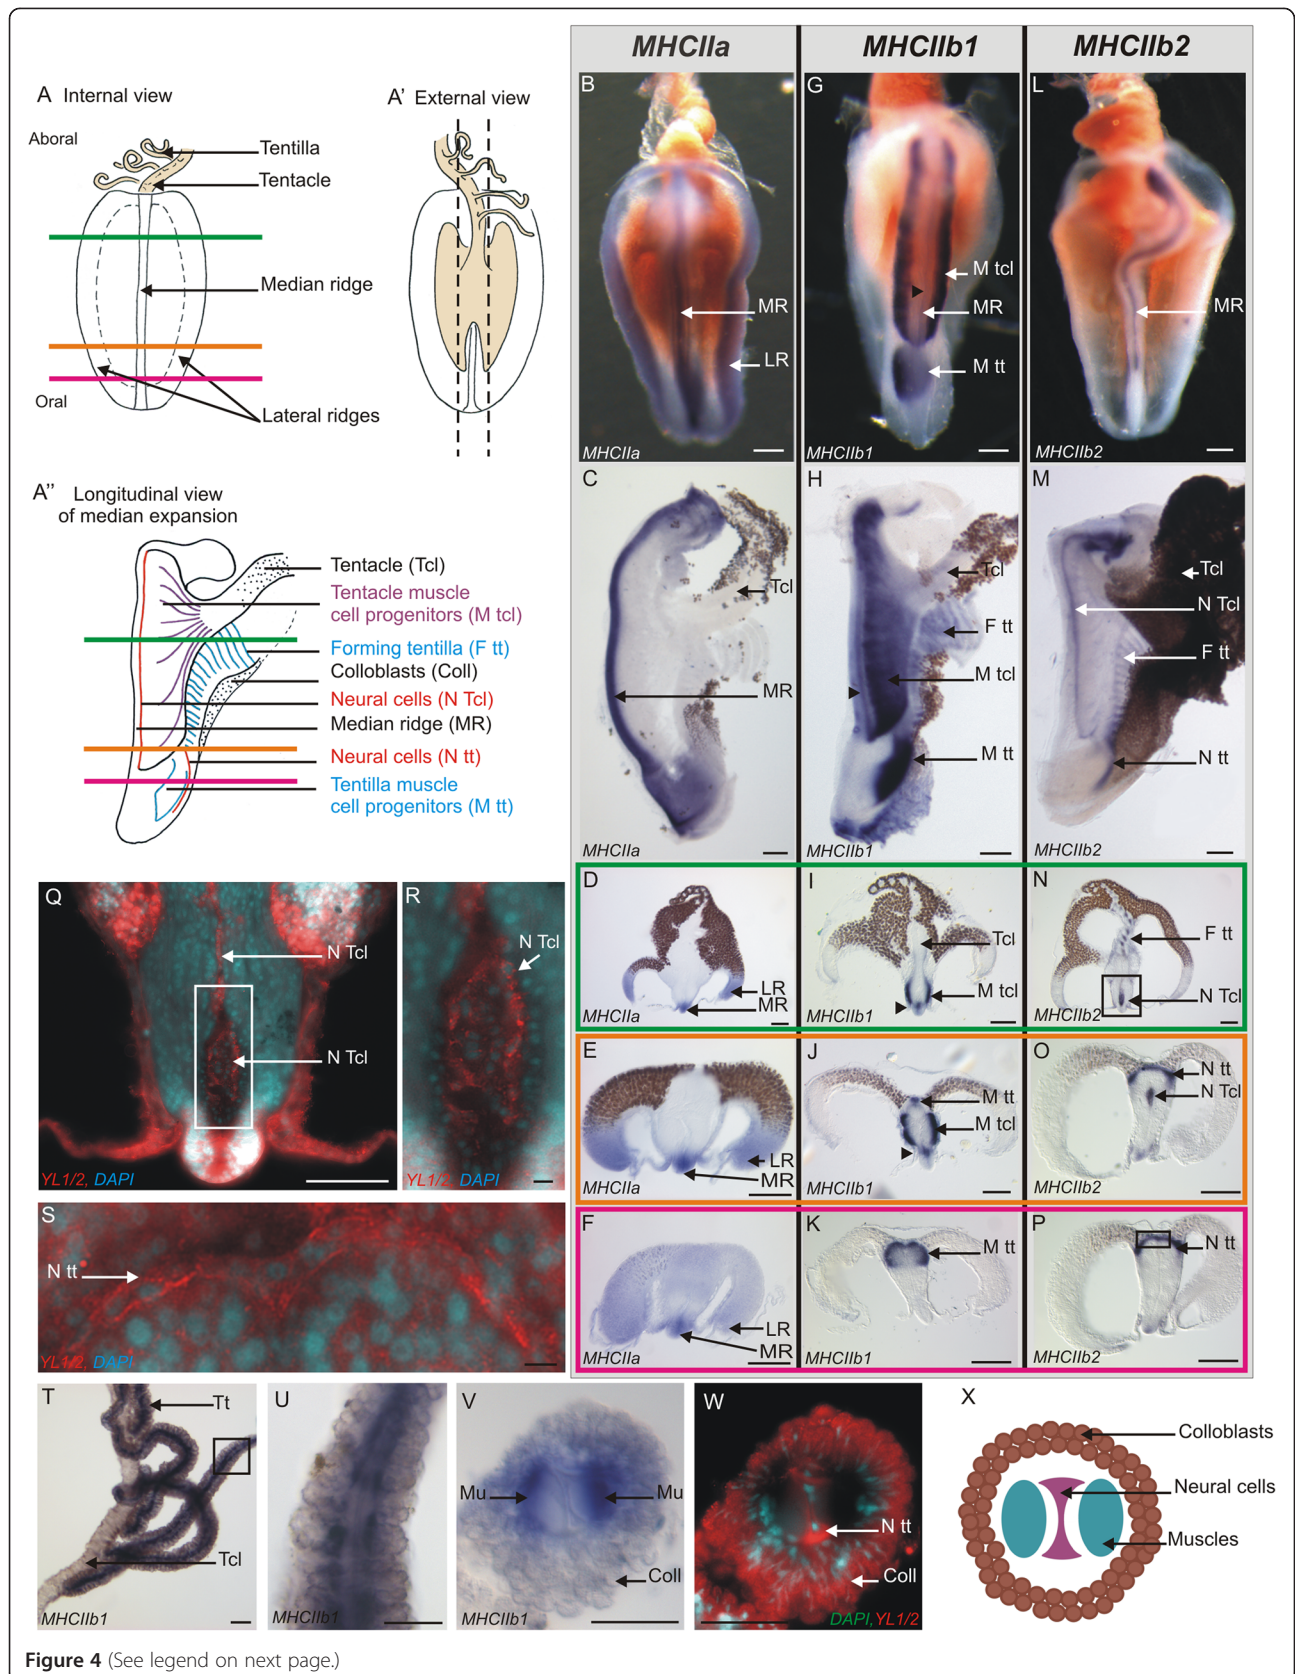 MHCIIa
MHCIIb1
MHCIIb2
A Internal view
Aboral
Tentilla
Tentacle
Median ridge
Oral
Lateral ridges
A' External view
A'' Longitudinal view
of median expansion
Tentacle (Tcl)
Tentacle muscle
cell progenitors (M tcl)
Forming tentilla (F tt)
Colloblasts (Coll)
Neural cells (N Tcl)
Median ridge (MR)
Neural cells (N tt)
Tentilla muscle
cell progenitors (M tt)
B
MR
LR
MHCIIa
G
M tcl
MR
M tt
MHCIIb1
L
MR
MHCIIb2
C
Tcl
MR
MHCIIa
H
Tcl
F tt
M tcl
M tt
MHCIIb1
M
Tcl
N Tcl
F tt
N tt
MHCIIb2
D
LR
MR
MHCIIa
I
Tcl
M tcl
MHCIIb1
N
F tt
N Tcl
MHCIIb2
E
LR
MR
MHCIIa
J
M tt
M tcl
MHCIIb1
O
N tt
N Tcl
MHCIIb2
F
LR
MR
MHCIIa
K
M tt
MHCIIb1
P
N tt
MHCIIb2
Q
N Tcl
N Tcl
YL1/2, DAPI
R
N Tcl
YL1/2 DAPI
S
N tt
YL1/2, DAPI
T
Tt
Tcl
MHCIIb1
U
MHCIIb1
V
Mu
Mu
Coll
MHCIIb1
W
N tt
Coll
DAPI, YL1/2
X
Colloblasts
Neural cells
Muscles
Figure 4 (See legend on next page.)